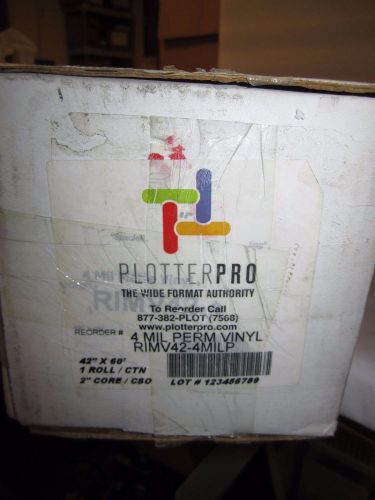 PLOTTERPRO
THE WIDE FORMAT AUTHORITY
To Reorder Call
877-382-PLOT (7568)
www.plotterpro.com
REORDER # 4 MIL PERM VINYL
RIMV42-4MILP
42" X 60'
1 ROLL / CTN
2" CORE / CSO LOT # 123456789